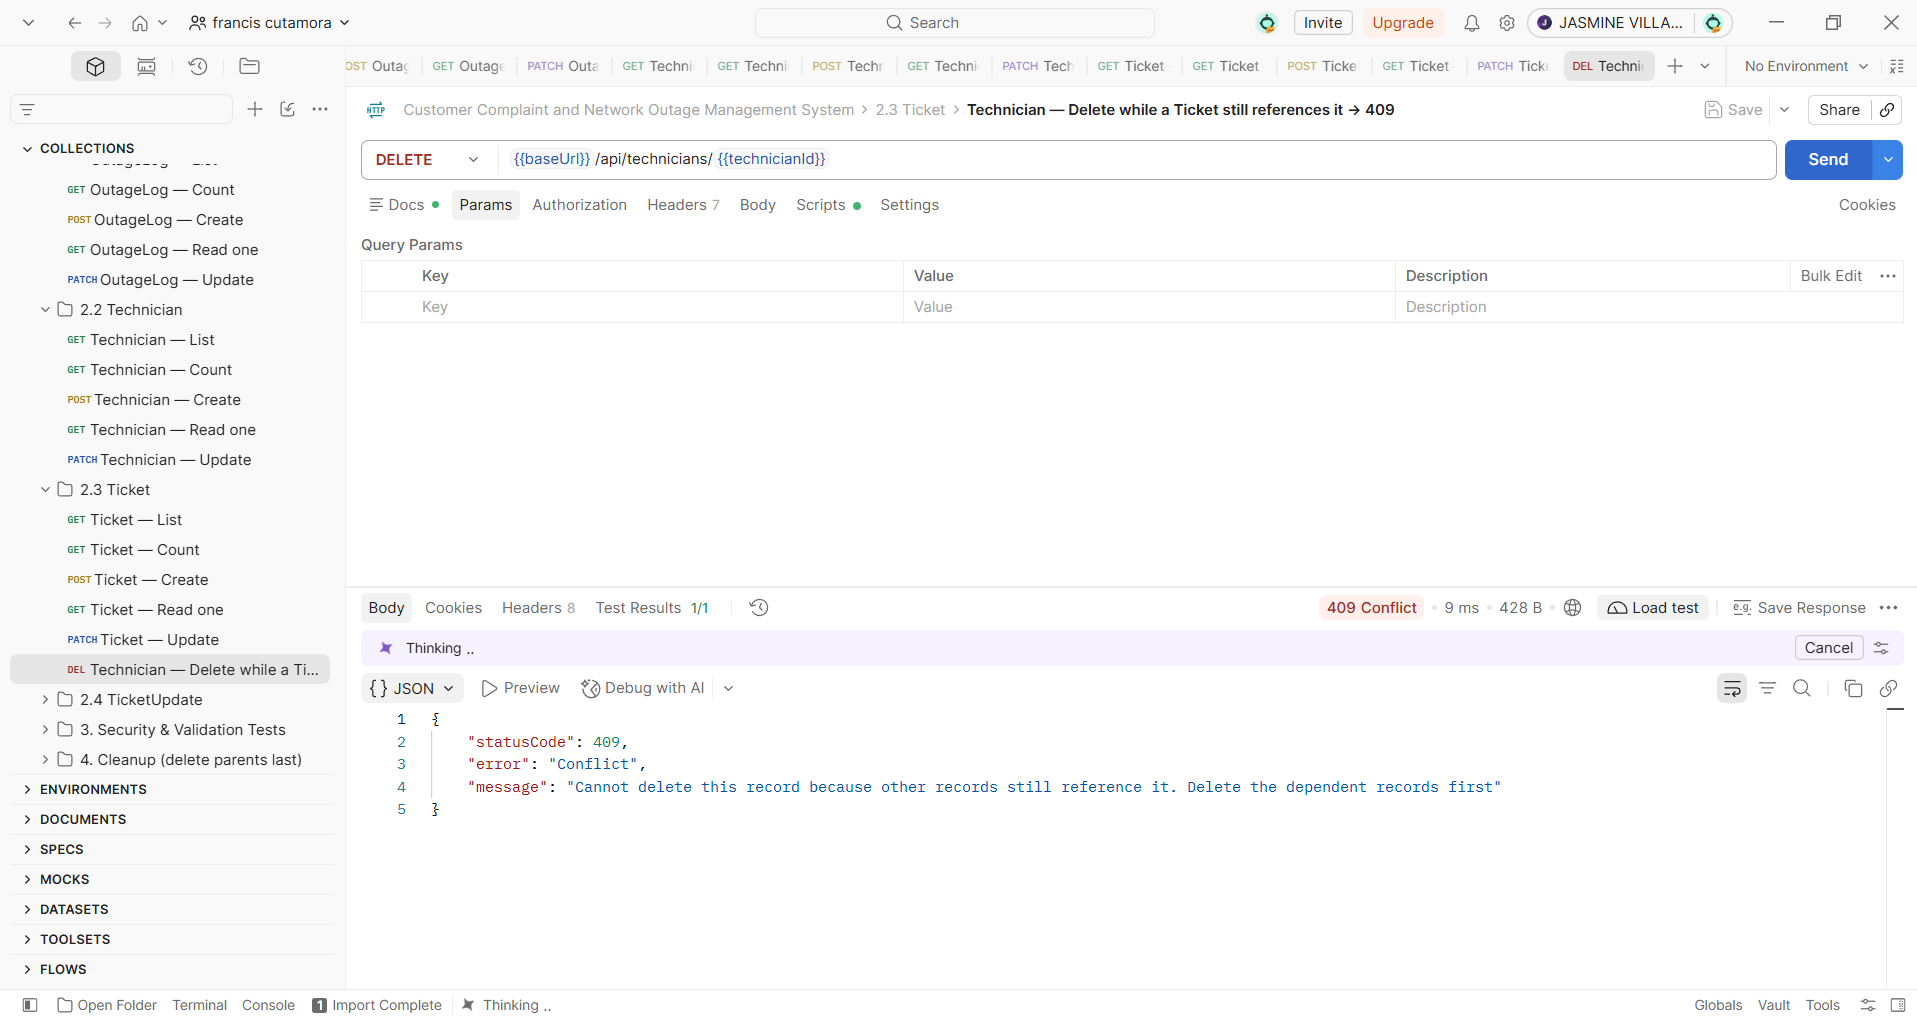 francis cutamora
Search
Invite
Upgrade
JASMINE VILLA...
OST Outag
GET Outage
PATCH Outa
GET Techni
GET Techni
POST Techr
GET Techni
PATCH Tech
GET Ticket
GET Ticket
POST Ticke
GET Ticket
PATCH Ticke
DEL Techni
No Environment
Customer Complaint and Network Outage Management System > 2.3 Ticket > Technician — Delete while a Ticket still references it → 409
Save
Share
COLLECTIONS
OutageLog — List
GET OutageLog — Count
POST OutageLog — Create
GET OutageLog — Read one
PATCH OutageLog — Update
2.2 Technician
GET Technician — List
GET Technician — Count
POST Technician — Create
GET Technician — Read one
PATCH Technician — Update
2.3 Ticket
GET Ticket — List
GET Ticket — Count
POST Ticket — Create
GET Ticket — Read one
PATCH Ticket — Update
DEL Technician — Delete while a Ti...
2.4 TicketUpdate
3. Security & Validation Tests
4. Cleanup (delete parents last)
ENVIRONMENTS
DOCUMENTS
SPECS
MOCKS
DATASETS
TOOLSETS
FLOWS
HTTP
DELETE
{{baseUrl}} /api/technicians/ {{technicianId}}
Send
Docs
Params
Authorization
Headers 7
Body
Scripts
Settings
Cookies
Query Params
Key Value Description Bulk Edit
Key Value Description
Body Cookies Headers 8 Test Results 1/1
409 Conflict 9 ms 428 B
Load test
e.g. Save Response
Thinking ..
Cancel
{ } JSON
Preview
Debug with AI
1 {
2 "statusCode": 409,
3 "error": "Conflict",
4 "message": "Cannot delete this record because other records still reference it. Delete the dependent records first"
5 }
Open Folder
Terminal
Console
1 Import Complete
Thinking ..
Globals
Vault
Tools